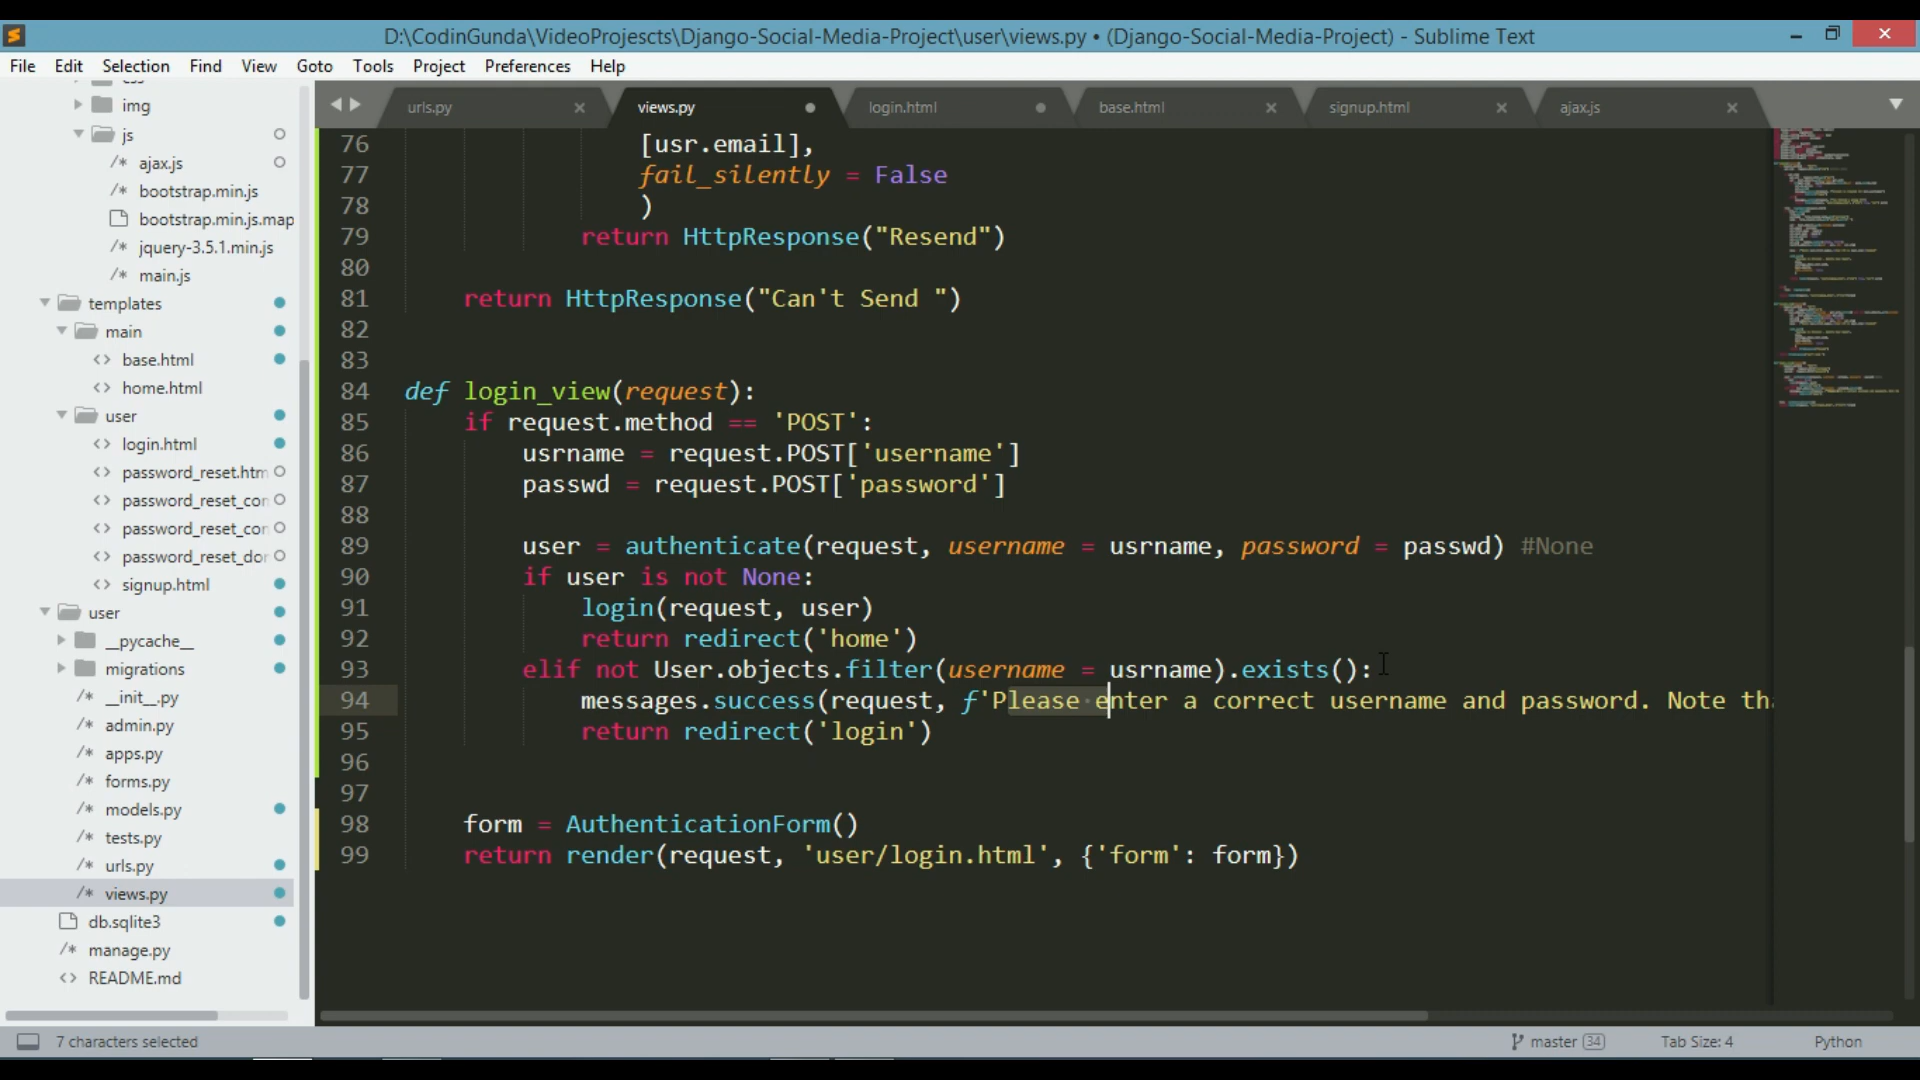 D:\CodinGunda\VideoProjescts\Django-Social-Media-Project\user\views.py • (Django-Social-Media-Project) - Sublime Text
File Edit Selection Find View Goto Tools Project Preferences Help
urls.py views.py login.html base.html signup.html ajax.js
img
js
/* ajax.js
/* bootstrap.min.js
bootstrap.min.js.map
/* jquery-3.5.1.min.js
/* main.js
templates
main
<> base.html
<> home.html
user
<> login.html
<> password_reset.htm
<> password_reset_con
<> password_reset_con
<> password_reset_dor
<> signup.html
user
__pycache__
migrations
/* __init__.py
/* admin.py
/* apps.py
/* forms.py
/* models.py
/* tests.py
/* urls.py
/* views.py
db.sqlite3
/* manage.py
<> README.md
76 [usr.email],
77 fail_silently = False
78 )
79 return HttpResponse("Resend")
80
81 return HttpResponse("Can't Send ")
82
83
84 def login_view(request):
85 if request.method == 'POST':
86 usrname = request.POST['username']
87 passwd = request.POST['password']
88
89 user = authenticate(request, username = usrname, password = passwd) #None
90 if user is not None:
91 login(request, user)
92 return redirect('home')
93 elif not User.objects.filter(username = usrname).exists():
94 messages.success(request, f'Please enter a correct username and password. Note tha
95 return redirect('login')
96
97
98 form = AuthenticationForm()
99 return render(request, 'user/login.html', {'form': form})
7 characters selected master 34 Tab Size: 4 Python